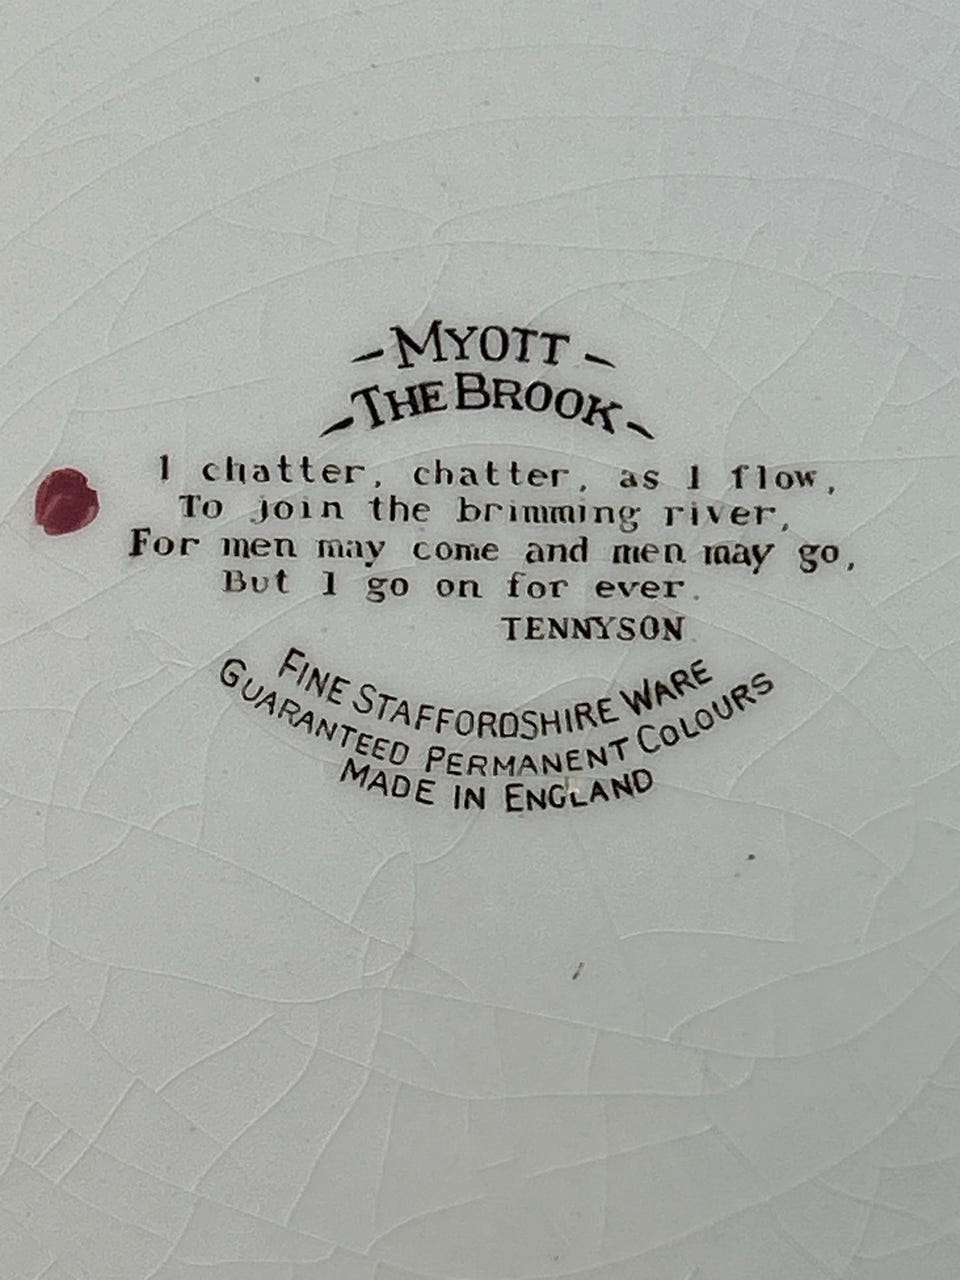 - MYOTT -
- THE BROOK -
I chatter, chatter, as I flow,
To join the brimming river,
For men may come and men may go,
But I go on for ever.
TENNYSON
FINE STAFFORDSHIRE WARE
GUARANTEED PERMANENT COLOURS
MADE IN ENGLAND